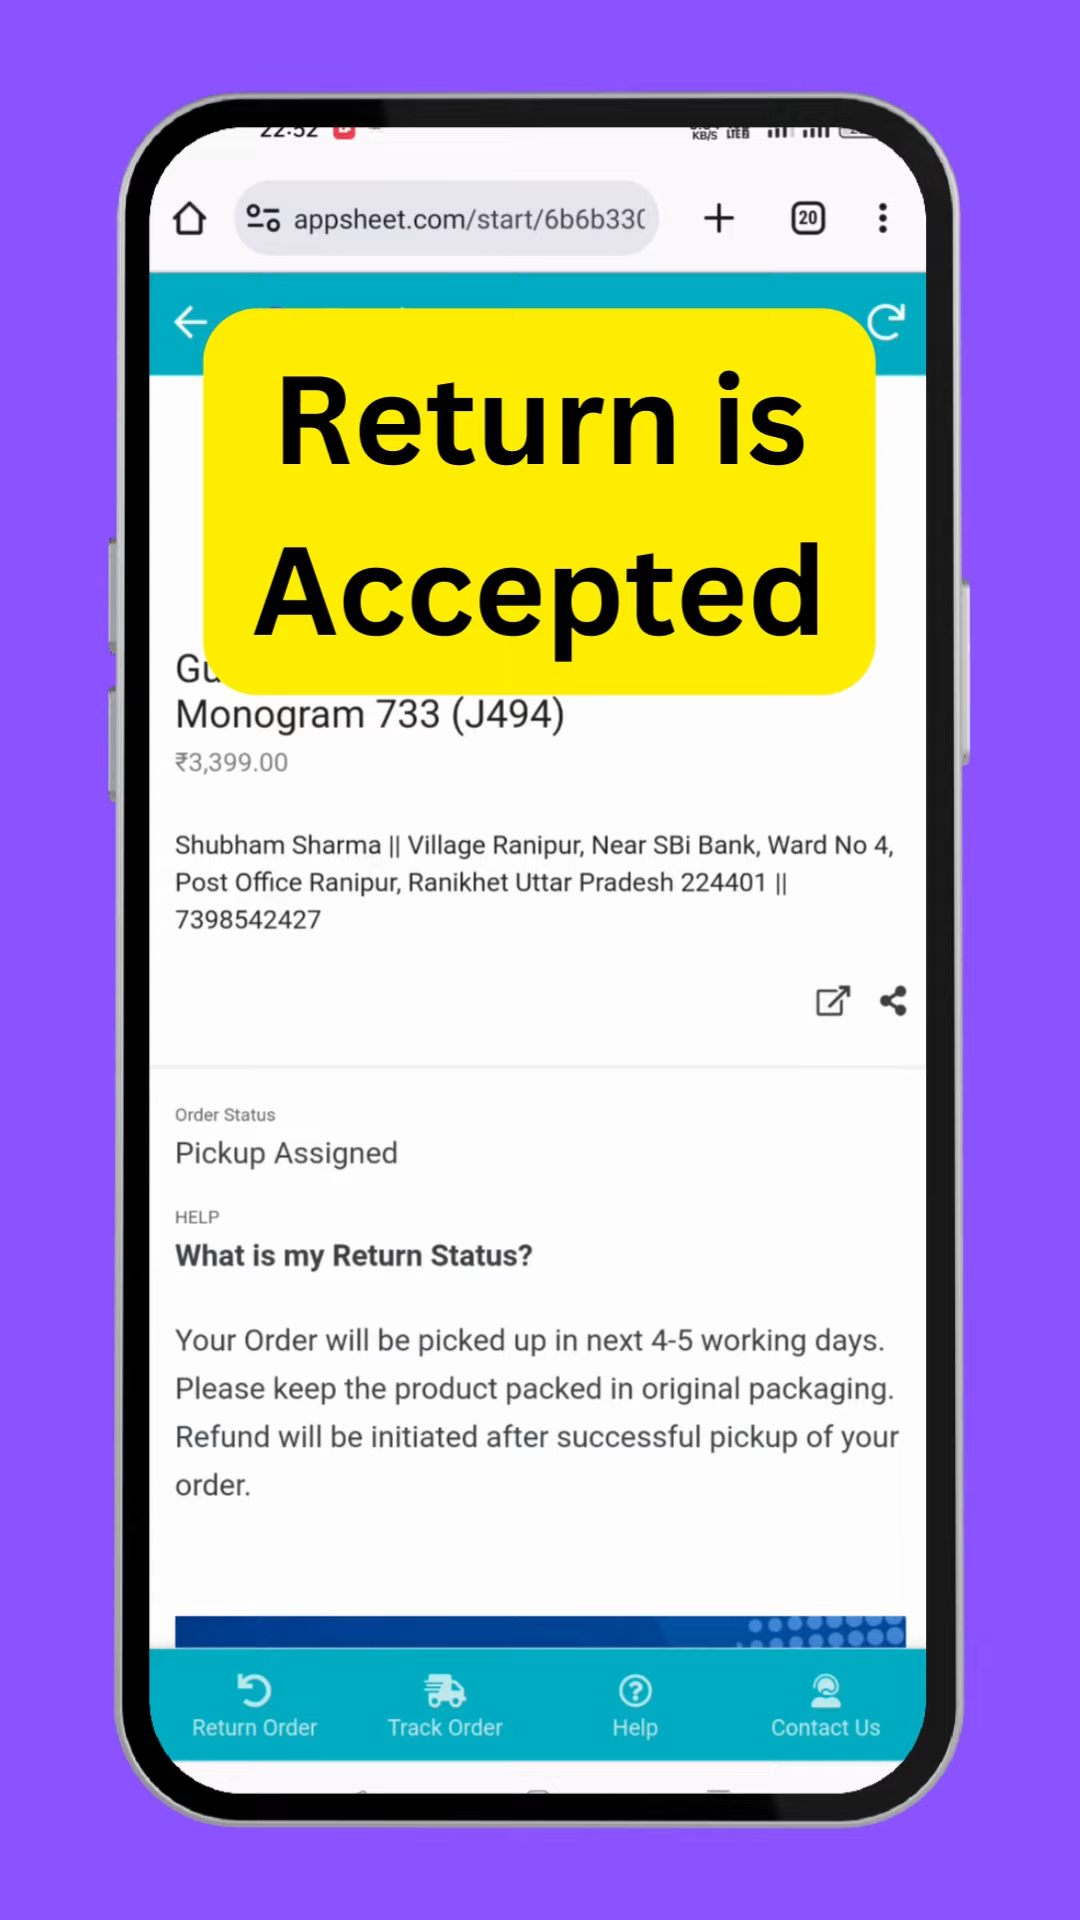 22:52
KB/S
appsheet.com/start/6b6b330
20
Return is
Accepted
Monogram 733 (J494)
₹3,399.00
Shubham Sharma || Village Ranipur, Near SBi Bank, Ward No 4,
Post Office Ranipur, Ranikhet Uttar Pradesh 224401 ||
7398542427
Order Status
Pickup Assigned
HELP
What is my Return Status?
Your Order will be picked up in next 4-5 working days.
Please keep the product packed in original packaging.
Refund will be initiated after successful pickup of your
order.
Return Order
Track Order
Help
Contact Us